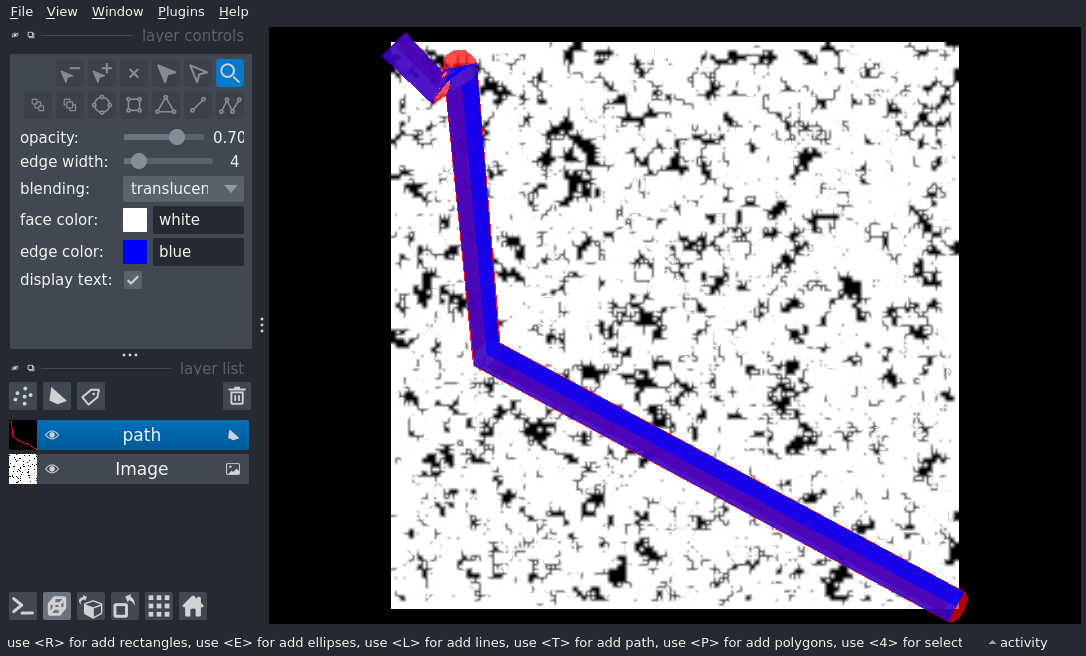 File View Window Plugins Help
layer controls
opacity: 0.70
edge width: 4
blending: translucen
face color: white
edge color: blue
display text:
layer list
path
Image
use <R> for add rectangles, use <E> for add ellipses, use <L> for add lines, use <T> for add path, use <P> for add polygons, use <4> for select
activity